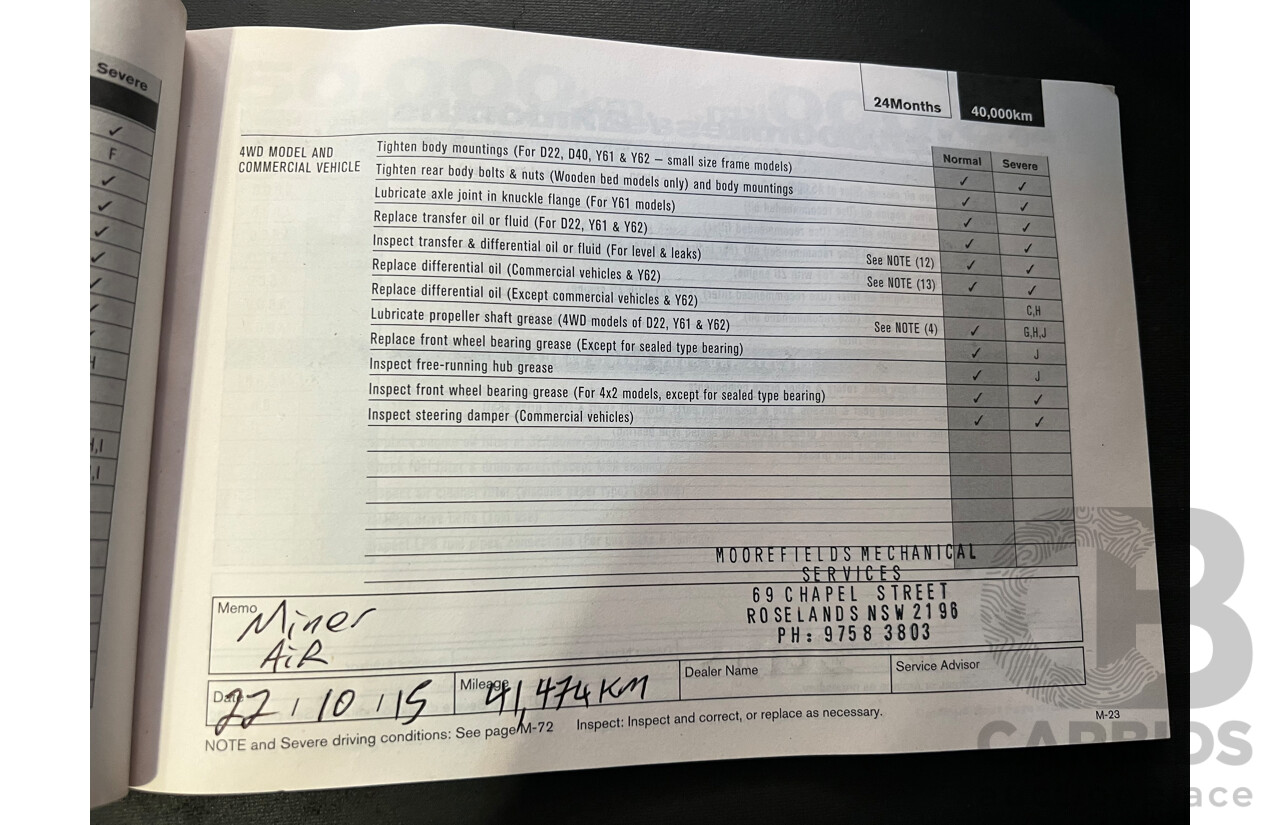 Severe
F
24Months
40,000km
4WD MODEL AND
COMMERCIAL VEHICLE
Normal
Severe
Tighten body mountings (For D22, D40, Y61 & Y62 – small size frame models)
Tighten rear body bolts & nuts (Wooden bed models only) and body mountings
Lubricate axle joint in knuckle flange (For Y61 models)
Replace transfer oil or fluid (For D22, Y61 & Y62)
Inspect transfer & differential oil or fluid (For level & leaks) See NOTE (12)
Replace differential oil (Commercial vehicles & Y62) See NOTE (13)
Replace differential oil (Except commercial vehicles & Y62) C,H
Lubricate propeller shaft grease (4WD models of D22, Y61 & Y62) See NOTE (4) G,H,J
Replace front wheel bearing grease (Except for sealed type bearing) J
Inspect free-running hub grease J
Inspect front wheel bearing grease (For 4x2 models, except for sealed type bearing)
Inspect steering damper (Commercial vehicles)
MOOREFIELDS MECHANICAL
SERVICES
69 CHAPEL STREET
ROSELANDS NSW 2196
PH: 9758 3803
Memo
Miner
AiR
Date 22/10/15
Mileage 41,474 KM
Dealer Name
Service Advisor
NOTE and Severe driving conditions: See page M-72 Inspect: Inspect and correct, or replace as necessary.
M-23
CB
CARBIDS